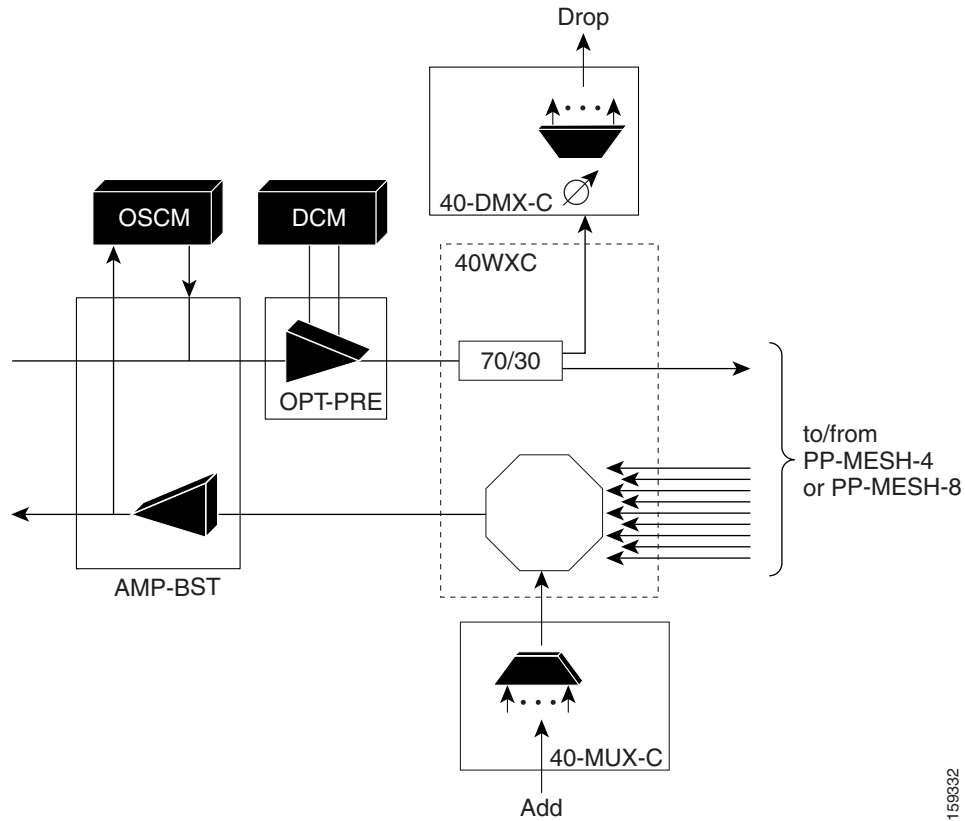 Drop
40-DMX-C
OSCM
DCM
40WXC
70/30
OPT-PRE
to/from
PP-MESH-4
or PP-MESH-8
AMP-BST
40-MUX-C
Add
159332